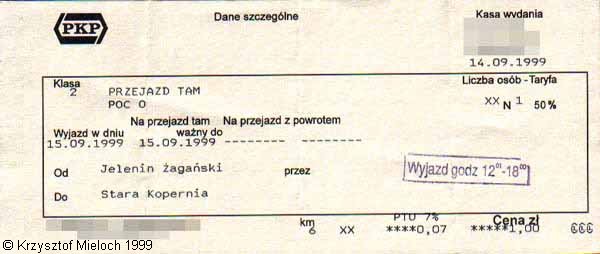 PKP
Dane szczególne
Kasa wydania
14.09.1999
Klasa
2 PRZEJAZD TAM
POC O
Liczba osób - Taryfa
XX N 1 50%
Na przejazd tam Na przejazd z powrotem
Wyjazd w dniu ważny do
15.09.1999 15.09.1999 -------- --------
Od Jelenin żagański przez
Wyjazd godz 12⁰¹-18⁰⁰
Do Stara Kopernia
km PTU 7% Cena zł
6 XX ****0,07 *****1,00 €€€
© Krzysztof Mieloch 1999